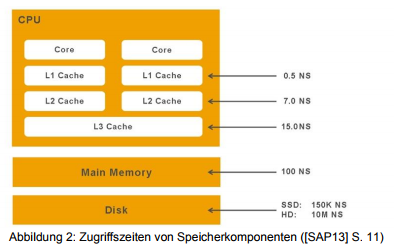 CPU
Core Core
L1 Cache L1 Cache 0.5 NS
L2 Cache L2 Cache 7.0 NS
L3 Cache 15.0NS
Main Memory 100 NS
Disk SSD: 150K NS
HD: 10M NS
Abbildung 2: Zugriffszeiten von Speicherkomponenten ([SAP13] S. 11)